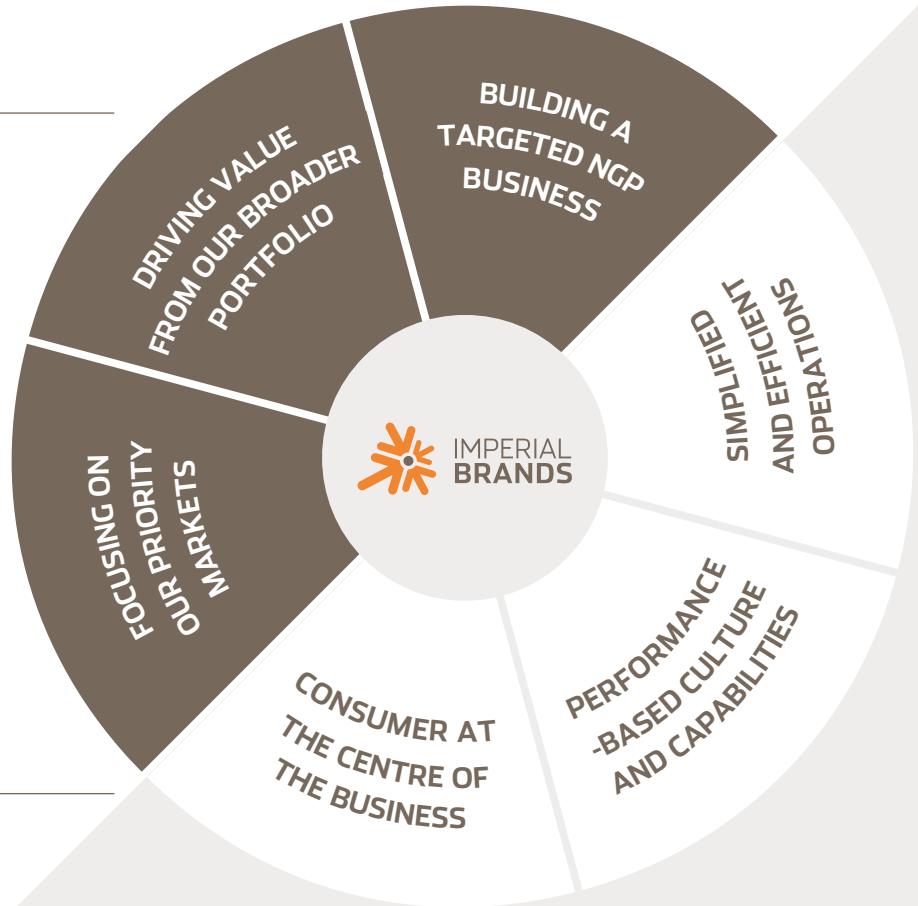 BUILDING A
TARGETED NGP
BUSINESS
DRIVING VALUE
FROM OUR BROADER
PORTFOLIO
FOCUSING ON
OUR PRIORITY
MARKETS
IMPERIAL
BRANDS
SIMPLIFIED
AND EFFICIENT
OPERATIONS
PERFORMANCE
-BASED CULTURE
AND CAPABILITIES
CONSUMER AT
THE CENTRE OF
THE BUSINESS